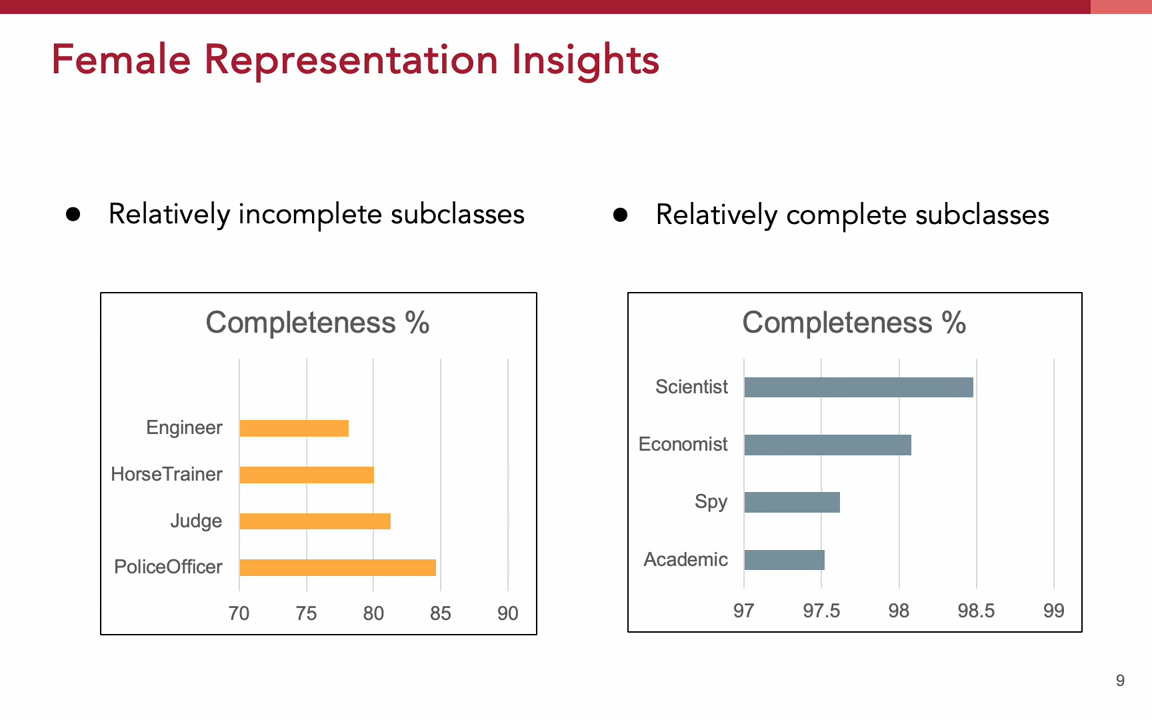 Female Representation Insights
● Relatively incomplete subclasses
● Relatively complete subclasses
Completeness %
Engineer
HorseTrainer
Judge
PoliceOfficer
70 75 80 85 90
Completeness %
Scientist
Economist
Spy
Academic
97 97.5 98 98.5 99
9